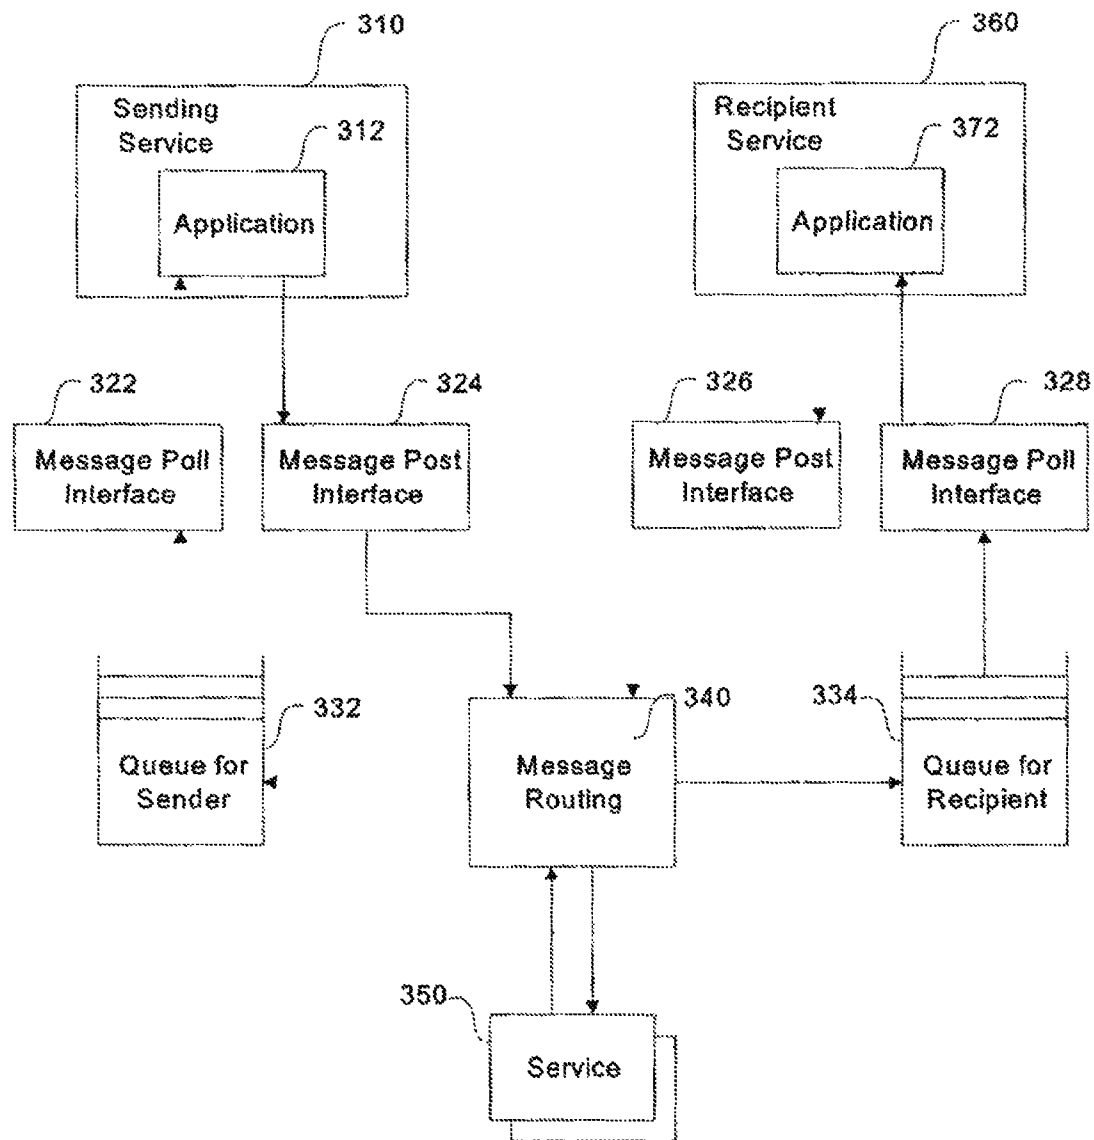 310
360
Sending
Service
312
Application
Recipient
Service
372
Application
322
Message Poll
Interface
324
Message Post
Interface
326
Message Post
Interface
328
Message Poll
Interface
332
Queue for
Sender
340
Message
Routing
334
Queue for
Recipient
350
Service